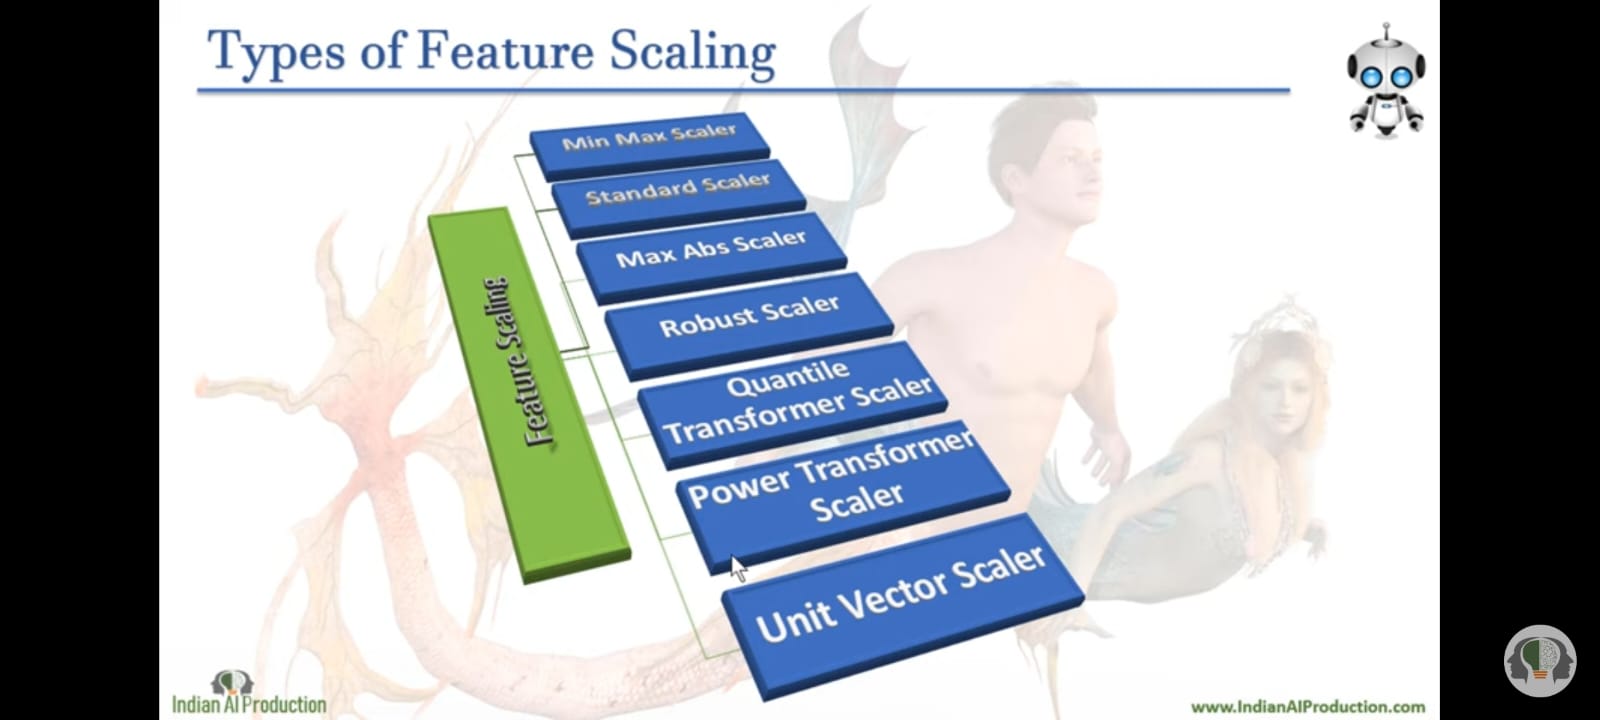 Types of Feature Scaling
Feature Scaling
Min Max Scaler
Standard Scaler
Max Abs Scaler
Robust Scaler
Quantile
Transformer Scaler
Power Transformer
Scaler
Unit Vector Scaler
Indian AI Production
www.IndianAIProduction.com